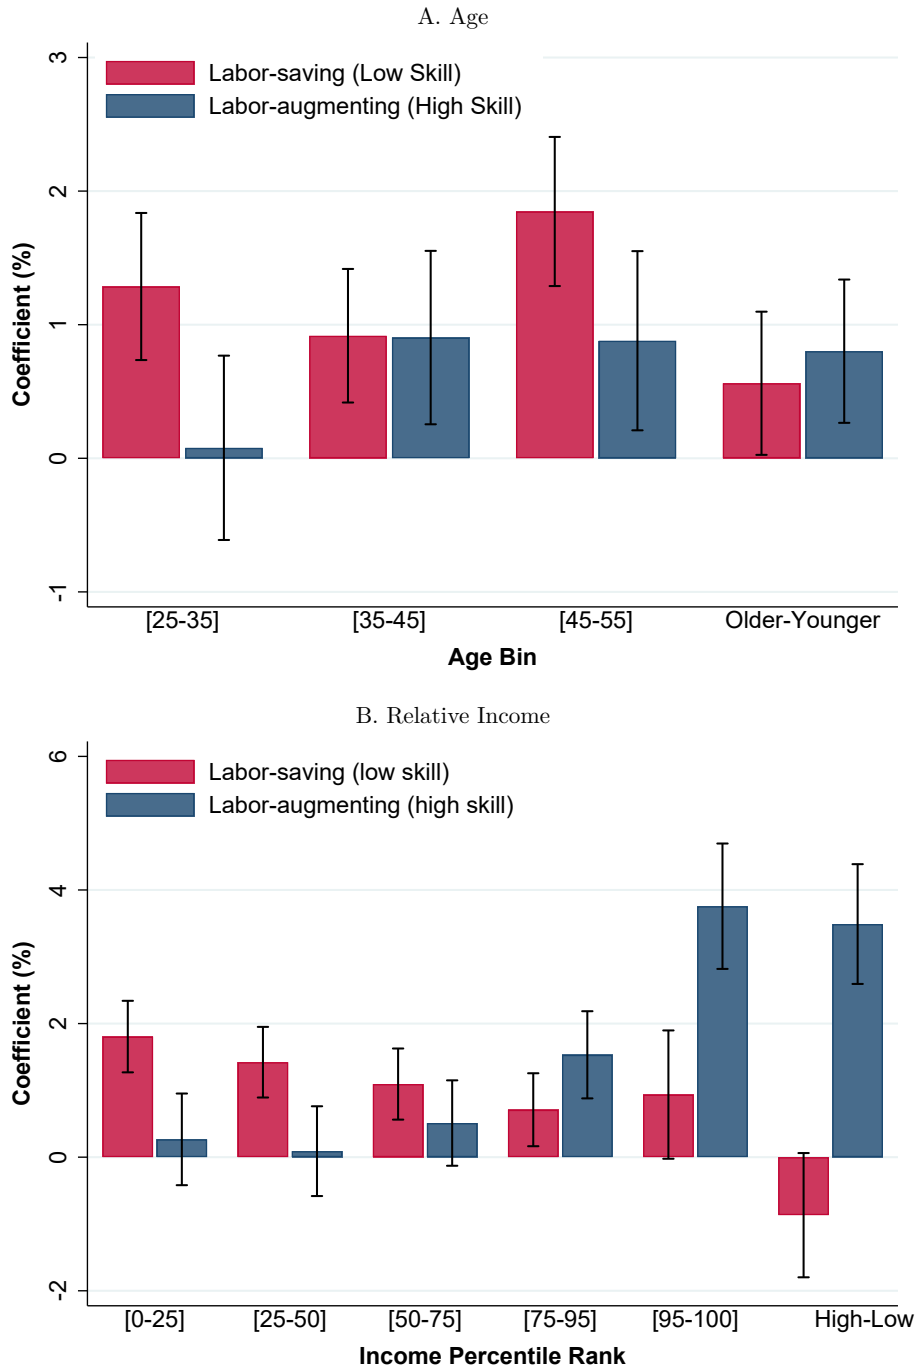 A. Age
3
2
1
0
-1
Coefficient (%)
Labor-saving (Low Skill)
Labor-augmenting (High Skill)
[25-35] [35-45] [45-55] Older-Younger
Age Bin
B. Relative Income
6
4
2
0
-2
Coefficient (%)
Labor-saving (low skill)
Labor-augmenting (high skill)
[0-25] [25-50] [50-75] [75-95] [95-100] High-Low
Income Percentile Rank